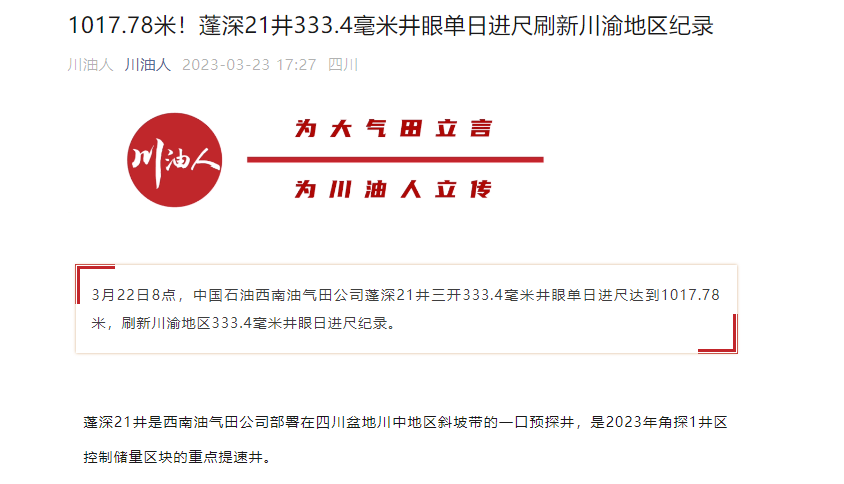 1017.78米！蓬深21井333.4毫米井眼单日进尺刷新川渝地区纪录
川油人 川油人 2023-03-23 17:27 四川
川油人
为大气田立言
为川油人立传
3月22日8点，中国石油西南油气田公司蓬深21井三开333.4毫米井眼单日进尺达到1017.78
米，刷新川渝地区333.4毫米井眼日进尺纪录。
蓬深21井是西南油气田公司部署在四川盆地川中地区斜坡带的一口预探井，是2023年角探1井区
控制储量区块的重点提速井。